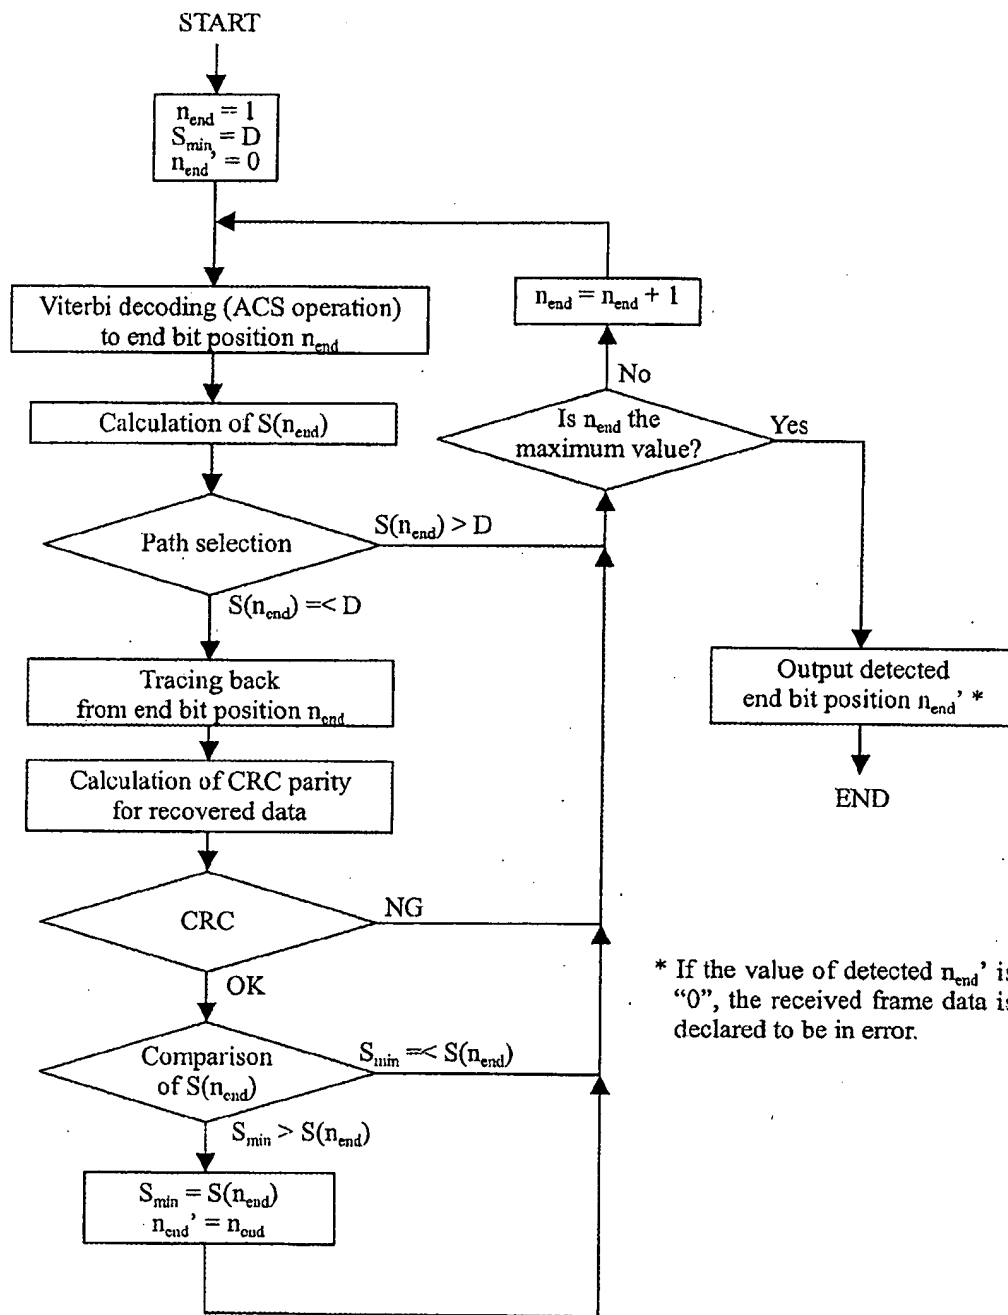 START
n_end = 1
S_min = D
n_end' = 0
Viterbi decoding (ACS operation)
to end bit position n_end
Calculation of S(n_end)
Path selection
S(n_end) > D
S(n_end) =< D
Tracing back
from end bit position n_end
Calculation of CRC parity
for recovered data
CRC
NG
OK
Comparison
of S(n_end)
S_min =< S(n_end)
S_min > S(n_end)
S_min = S(n_end)
n_end' = n_end
n_end = n_end + 1
No
Is n_end the
maximum value?
Yes
Output detected
end bit position n_end' *
END
* If the value of detected n_end' is
“0”, the received frame data is
declared to be in error.